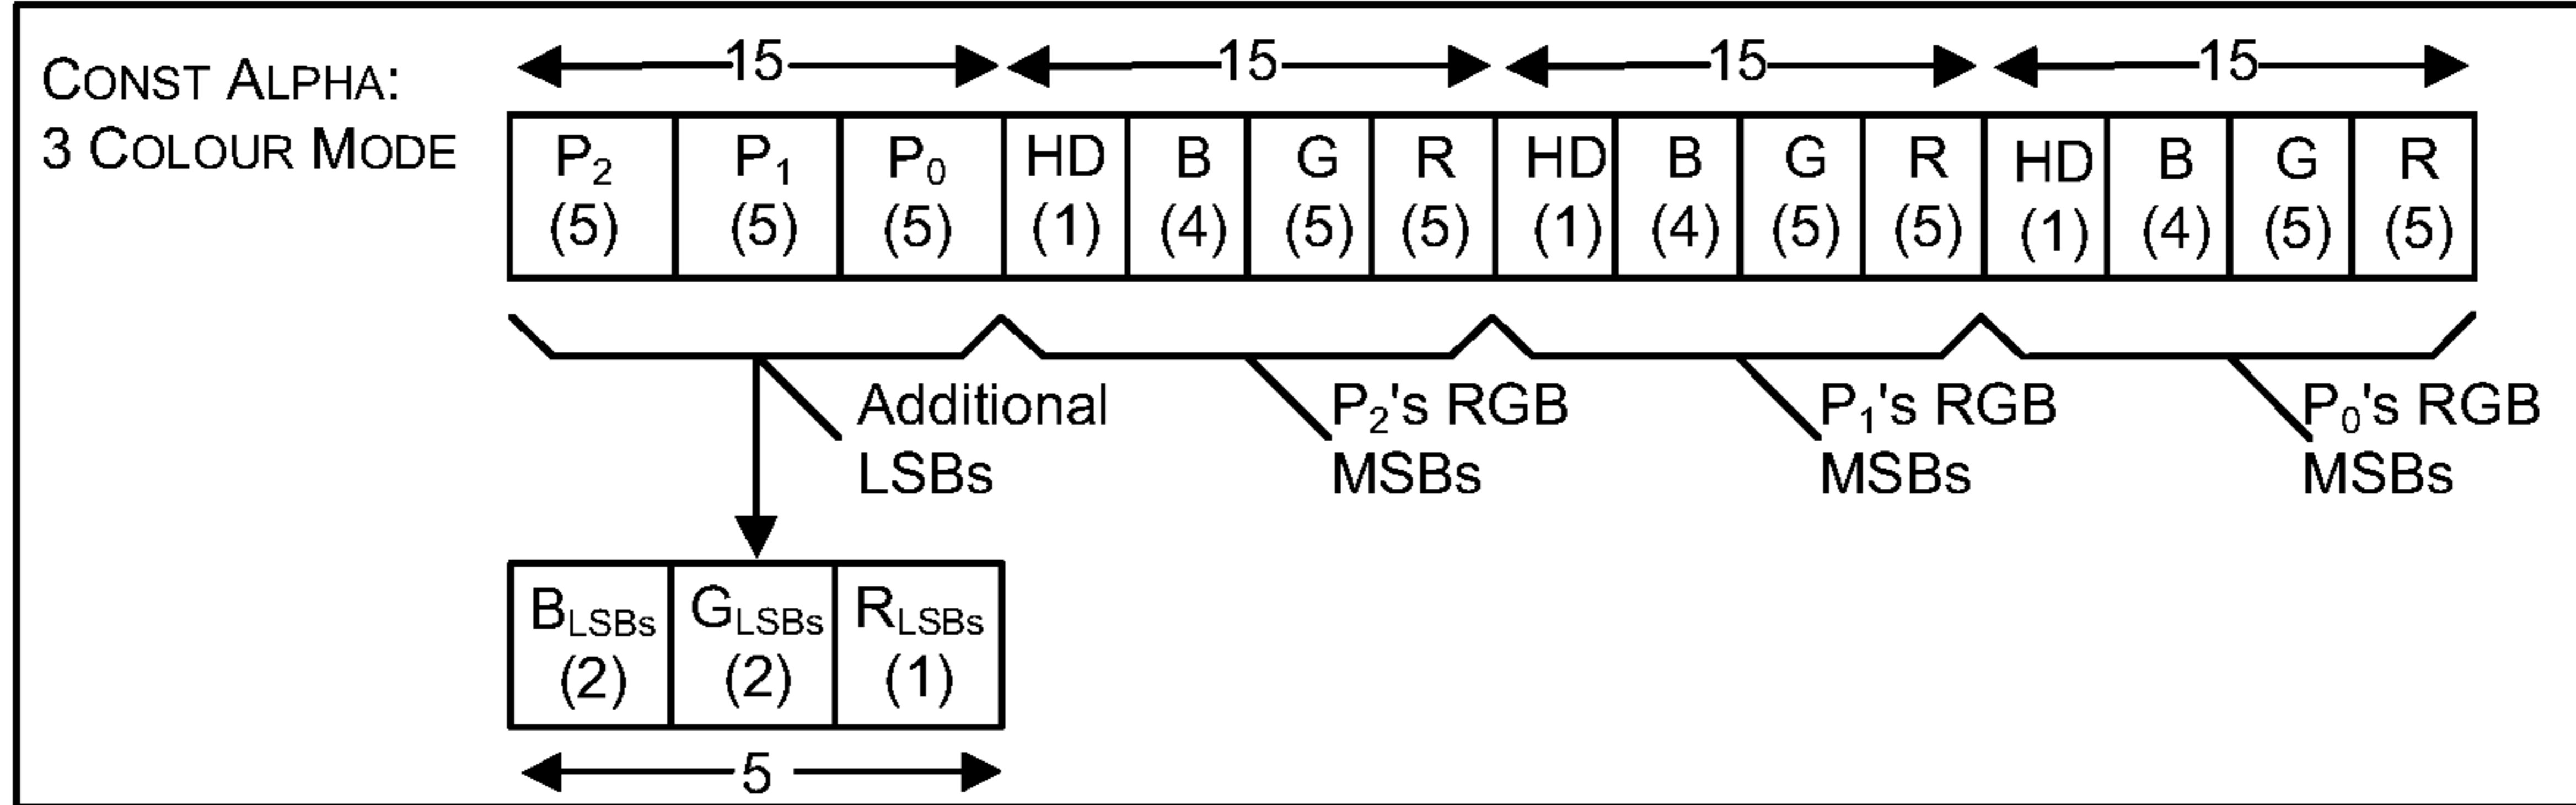 CONST ALPHA:
3 COLOUR MODE
15 15 15 15
P2 P1 P0 HD B G R HD B G R HD B G R
(5) (5) (5) (1) (4) (5) (5) (1) (4) (5) (5) (1) (4) (5) (5)
Additional LSBs
P2's RGB MSBs
P1's RGB MSBs
P0's RGB MSBs
BLSBs GLSBs RLSBs
(2) (2) (1)
5